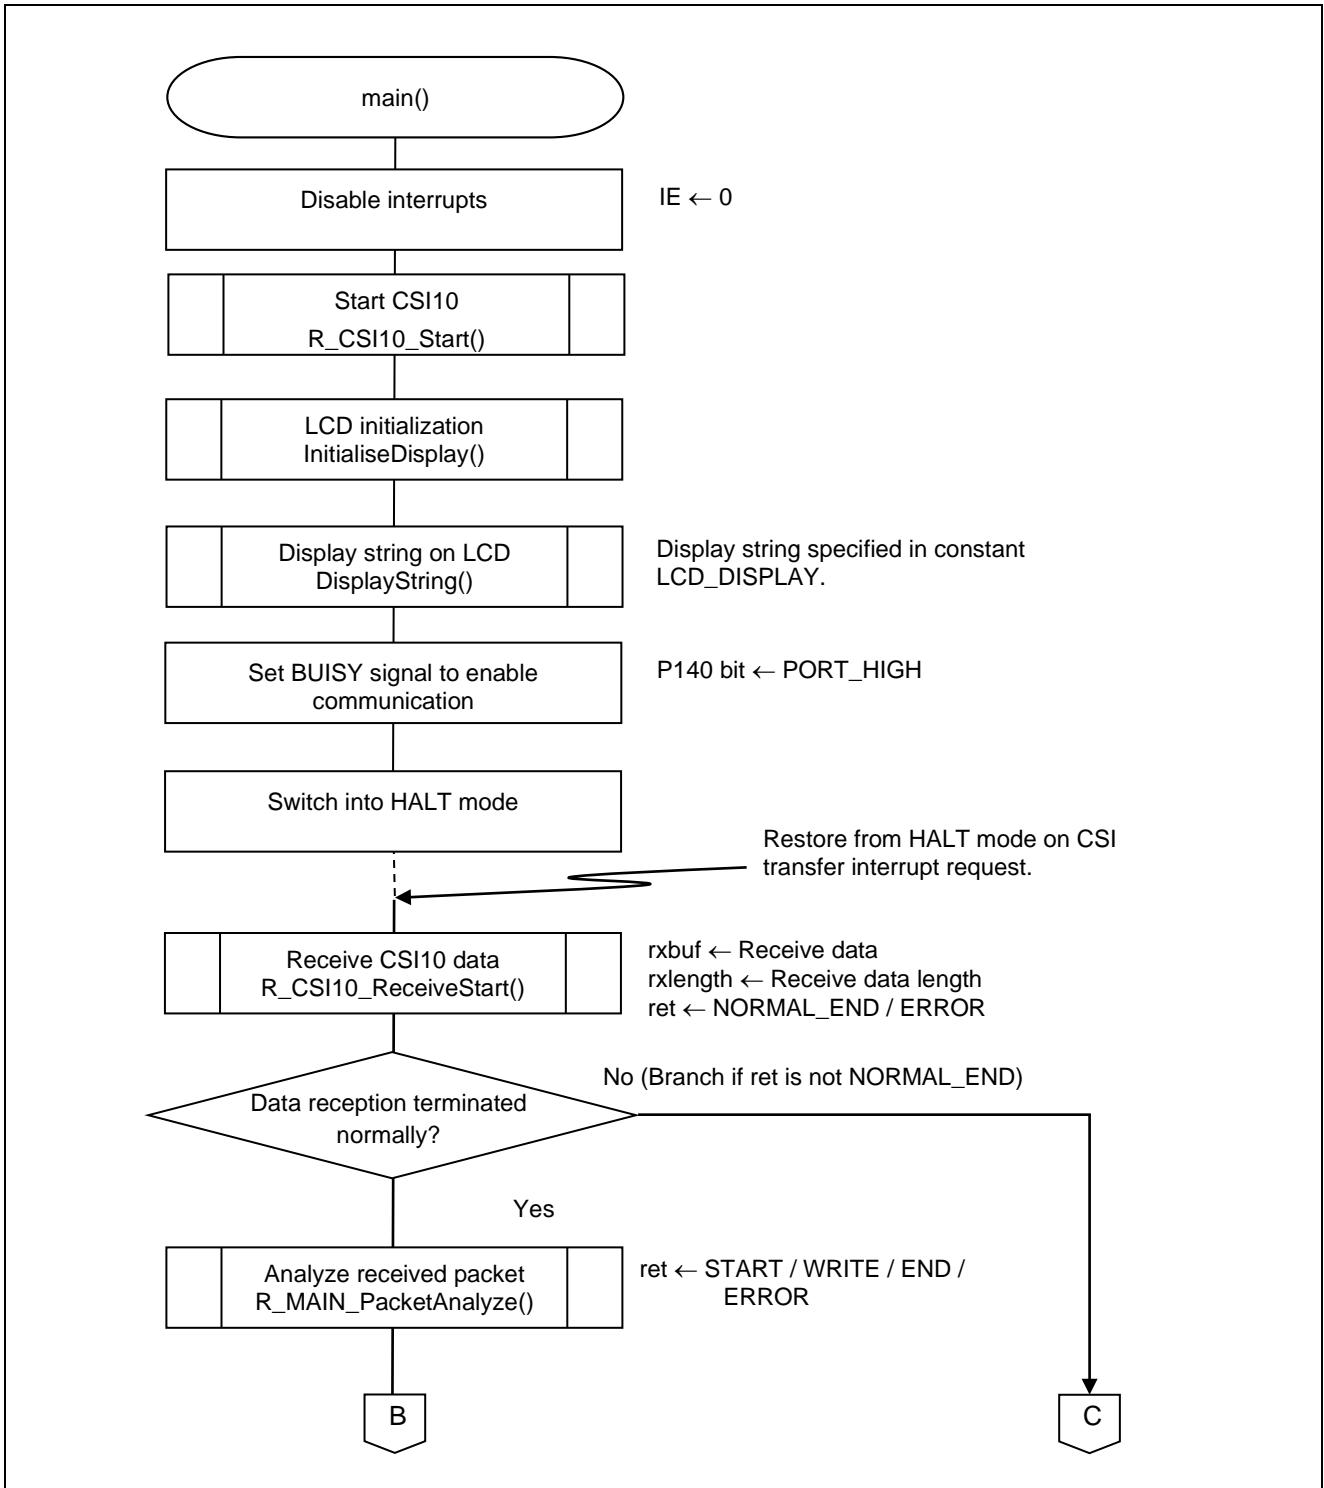 main()
Disable interrupts
IE ← 0
Start CSI10
R_CSI10_Start()
LCD initialization
InitialiseDisplay()
Display string on LCD
DisplayString()
Display string specified in constant
LCD_DISPLAY.
Set BUISY signal to enable
communication
P140 bit ← PORT_HIGH
Switch into HALT mode
Restore from HALT mode on CSI
transfer interrupt request.
Receive CSI10 data
R_CSI10_ReceiveStart()
rxbuf ← Receive data
rxlength ← Receive data length
ret ← NORMAL_END / ERROR
No (Branch if ret is not NORMAL_END)
Data reception terminated
normally?
Yes
Analyze received packet
R_MAIN_PacketAnalyze()
ret ← START / WRITE / END /
ERROR
B
C